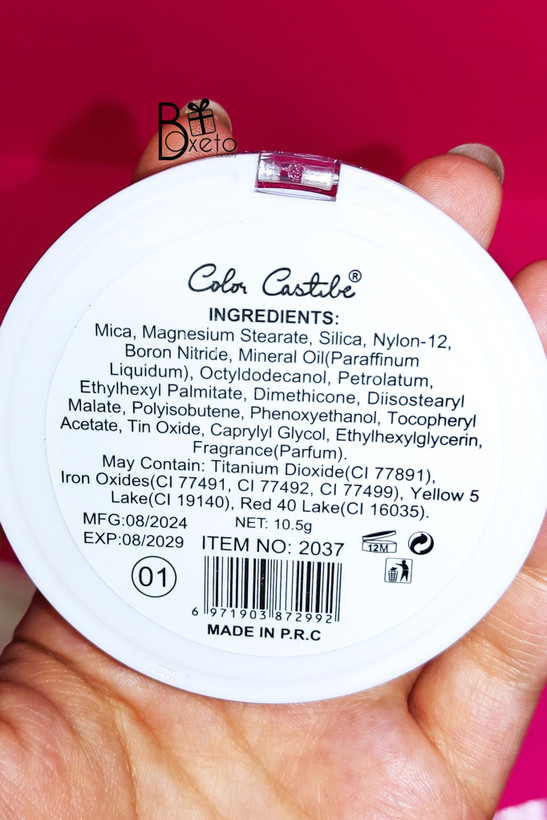 Boxeto
beauty
Color Castibe®
INGREDIENTS:
Mica, Magnesium Stearate, Silica, Nylon-12,
Boron Nitride, Mineral Oil(Paraffinum
Liquidum), Octyldodecanol, Petrolatum,
Ethylhexyl Palmitate, Dimethicone, Diisostearyl
Malate, Polyisobutene, Phenoxyethanol, Tocopheryl
Acetate, Tin Oxide, Caprylyl Glycol, Ethylhexylglycerin,
Fragrance(Parfum).
May Contain: Titanium Dioxide(CI 77891),
Iron Oxides(CI 77491, CI 77492, CI 77499), Yellow 5
Lake(CI 19140), Red 40 Lake(CI 16035).
MFG:08/2024 NET: 10.5g
EXP:08/2029 ITEM NO: 2037
12M
01
6 971903 872992
MADE IN P.R.C